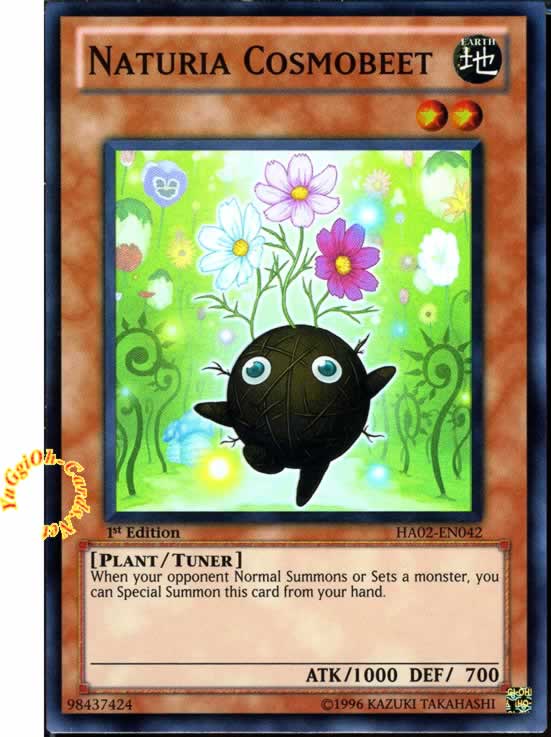 NATURIA COSMOBEET
EARTH
地
YuGgiOh-Cards.Net
1st Edition
HA02-EN042
[PLANT/TUNER]
When your opponent Normal Summons or Sets a monster, you
can Special Summon this card from your hand.
ATK/1000 DEF/ 700
98437424
©1996 KAZUKI TAKAHASHI